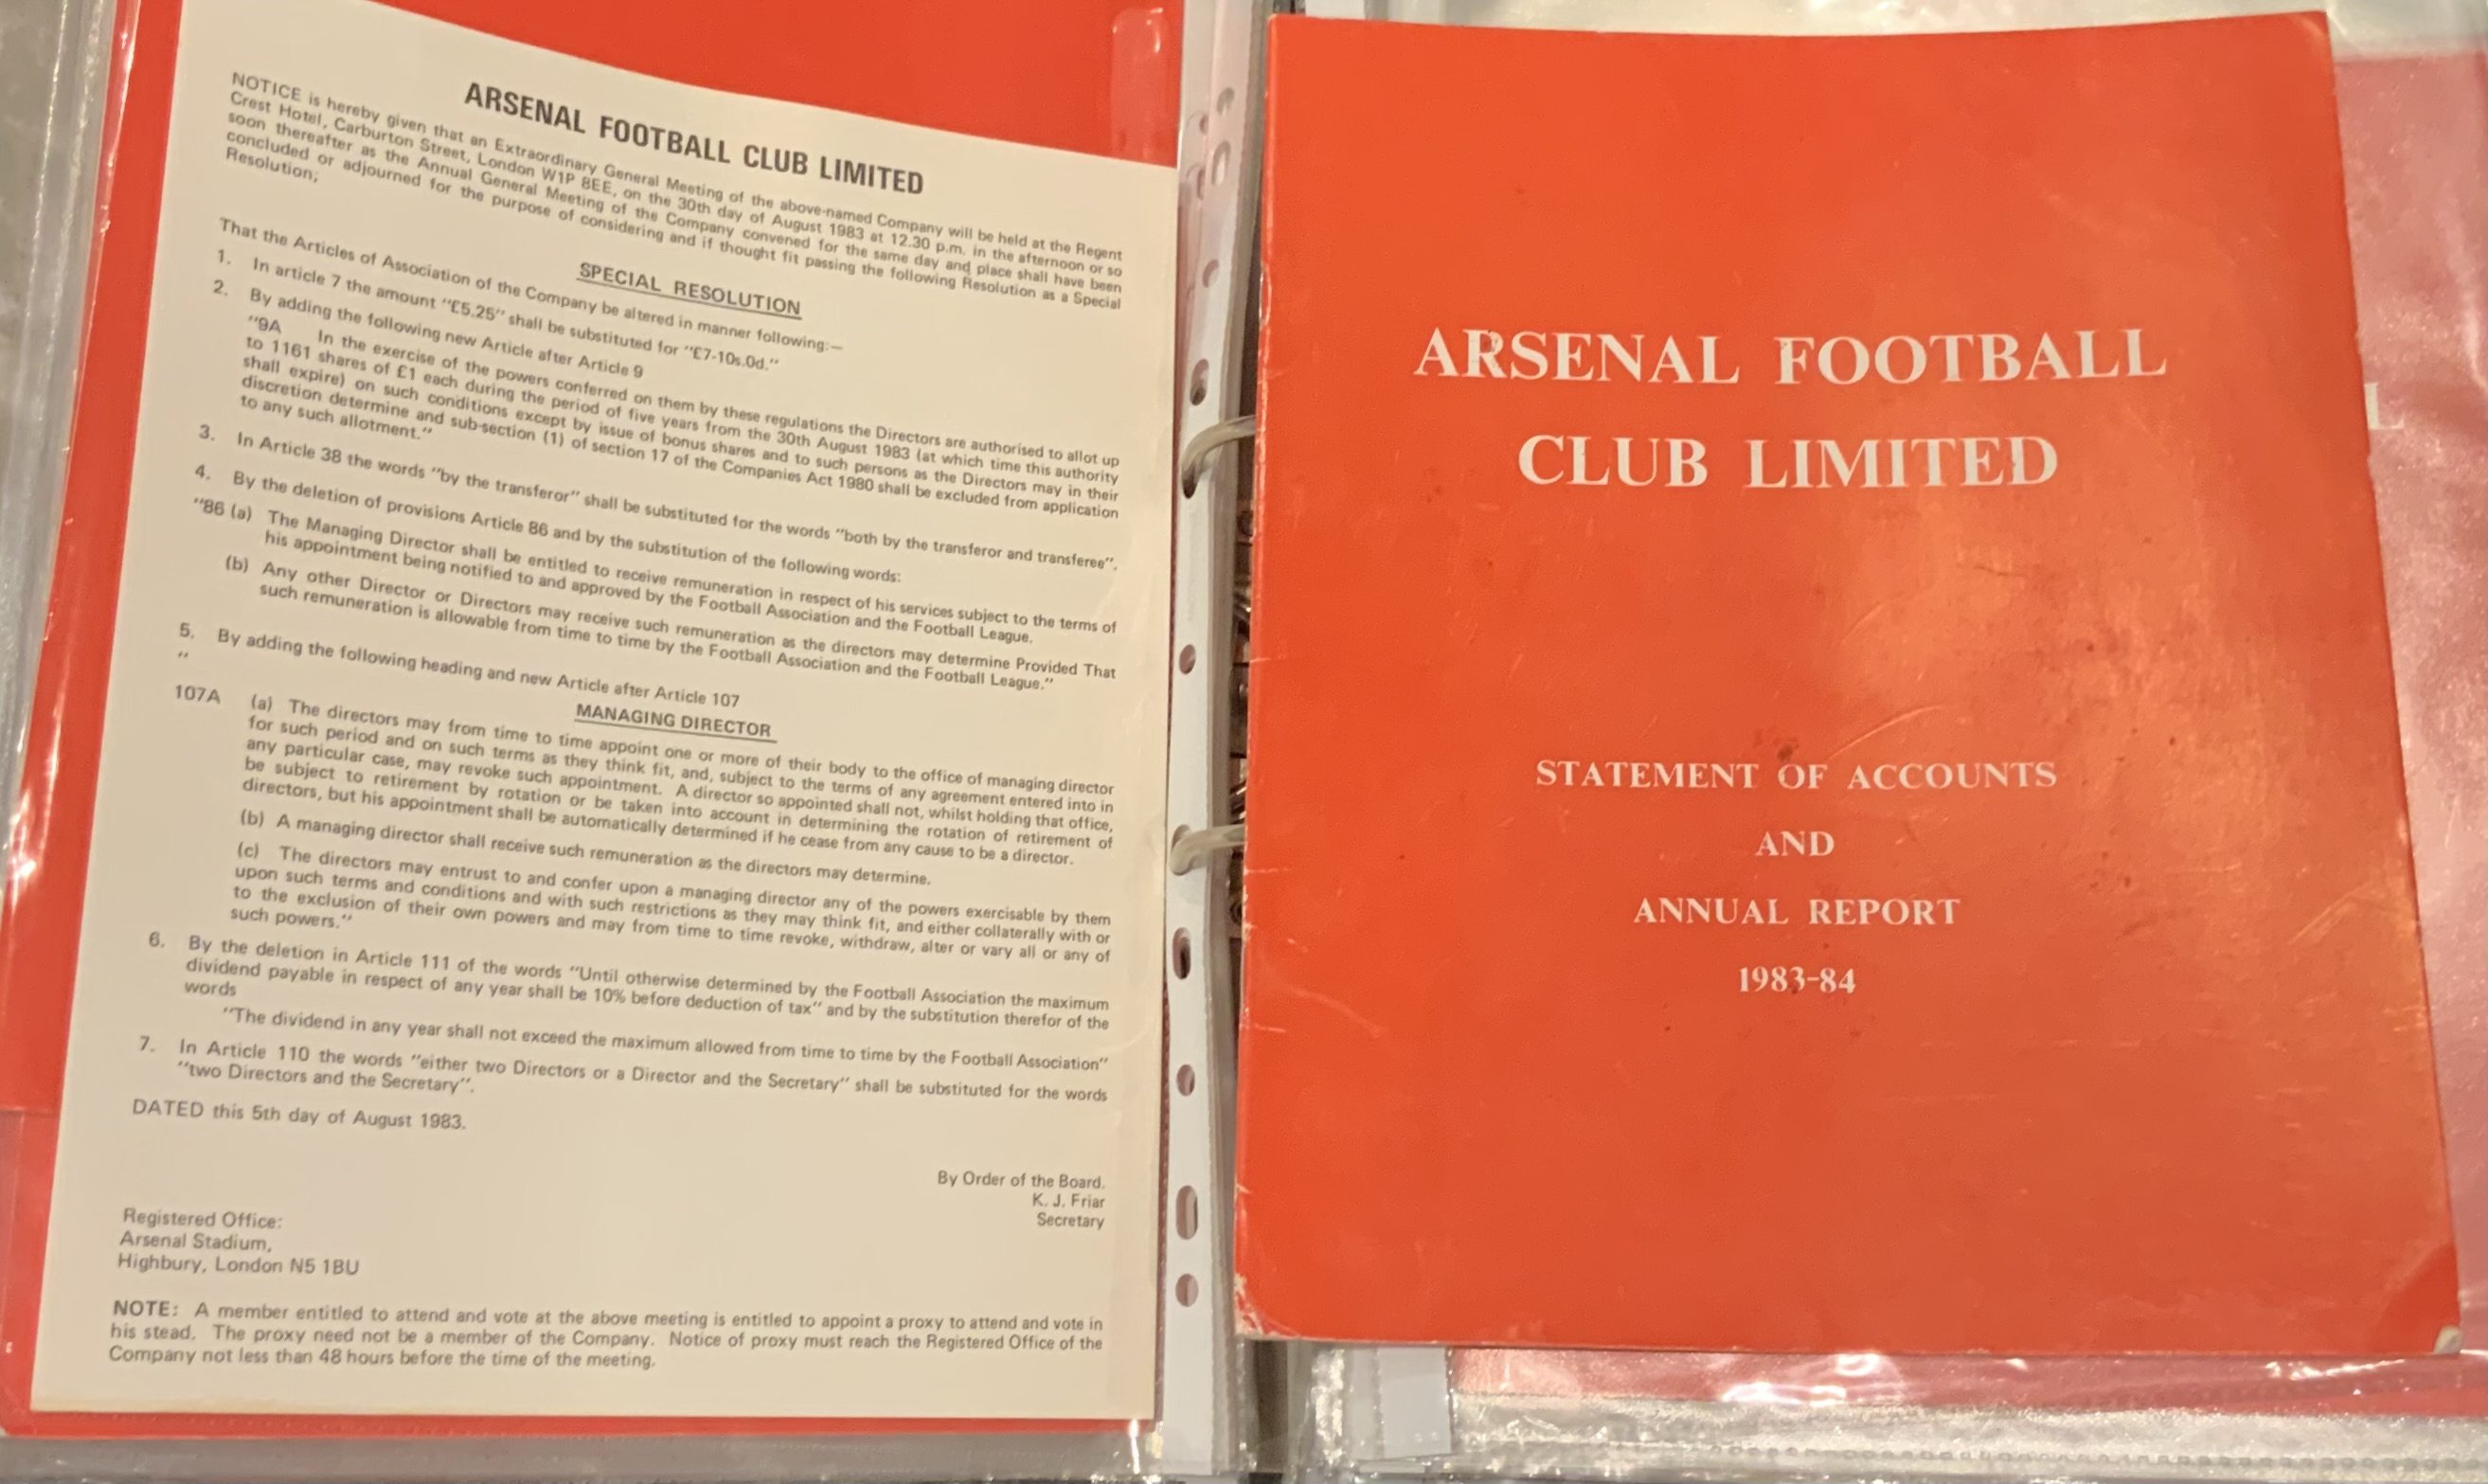 ARSENAL FOOTBALL CLUB LIMITED
NOTICE is hereby given that an Extraordinary General Meeting of the above-named Company will be held at the Regent
Crest Hotel, Carburton Street, London W1P 8EE, on the 30th day of August 1983 at 12.30 p.m. in the afternoon or so
soon thereafter as the Annual General Meeting of the Company convened for the same day and place shall have been
concluded or adjourned for the purpose of considering and if thought fit passing the following Resolution as a Special
Resolution;
SPECIAL RESOLUTION
That the Articles of Association of the Company be altered in manner following:—
1. In article 7 the amount "£5.25" shall be substituted for "£7-10s.0d."
2. By adding the following new Article after Article 9
"9A In the exercise of the powers conferred on them by these regulations the Directors are authorised to allot up
to 1161 shares of £1 each during the period of five years from the 30th August 1983 (at which time this authority
shall expire) on such conditions except by issue of bonus shares and to such persons as the Directors may in their
discretion determine and sub-section (1) of section 17 of the Companies Act 1980 shall be excluded from application
to any such allotment."
3. In Article 38 the words "by the transferor" shall be substituted for the words "both by the transferor and transferee".
4. By the deletion of provisions Article 86 and by the substitution of the following words:
"86 (a) The Managing Director shall be entitled to receive remuneration in respect of his services subject to the terms of
his appointment being notified to and approved by the Football Association and the Football League.
(b) Any other Director or Directors may receive such remuneration as the directors may determine Provided That
such remuneration is allowable from time to time by the Football Association and the Football League."
5. By adding the following heading and new Article after Article 107
"
MANAGING DIRECTOR
107A (a) The directors may from time to time appoint one or more of their body to the office of managing director
for such period and on such terms as they think fit, and, subject to the terms of any agreement entered into in
any particular case, may revoke such appointment. A director so appointed shall not, whilst holding that office,
be subject to retirement by rotation or be taken into account in determining the rotation of retirement of
directors, but his appointment shall be automatically determined if he cease from any cause to be a director.
(b) A managing director shall receive such remuneration as the directors may determine.
(c) The directors may entrust to and confer upon a managing director any of the powers exercisable by them
upon such terms and conditions and with such restrictions as they may think fit, and either collaterally with or
to the exclusion of their own powers and may from time to time revoke, withdraw, alter or vary all or any of
such powers."
6. By the deletion in Article 111 of the words "Until otherwise determined by the Football Association the maximum
dividend payable in respect of any year shall be 10% before deduction of tax" and by the substitution therefor of the
words
"The dividend in any year shall not exceed the maximum allowed from time to time by the Football Association"
7. In Article 110 the words "either two Directors or a Director and the Secretary" shall be substituted for the words
"two Directors and the Secretary".
DATED this 5th day of August 1983.
By Order of the Board.
K. J. Friar
Secretary
Registered Office:
Arsenal Stadium,
Highbury, London N5 1BU
NOTE: A member entitled to attend and vote at the above meeting is entitled to appoint a proxy to attend and vote in
his stead. The proxy need not be a member of the Company. Notice of proxy must reach the Registered Office of the
Company not less than 48 hours before the time of the meeting.
ARSENAL FOOTBALL
CLUB LIMITED
STATEMENT OF ACCOUNTS
AND
ANNUAL REPORT
1983-84
L